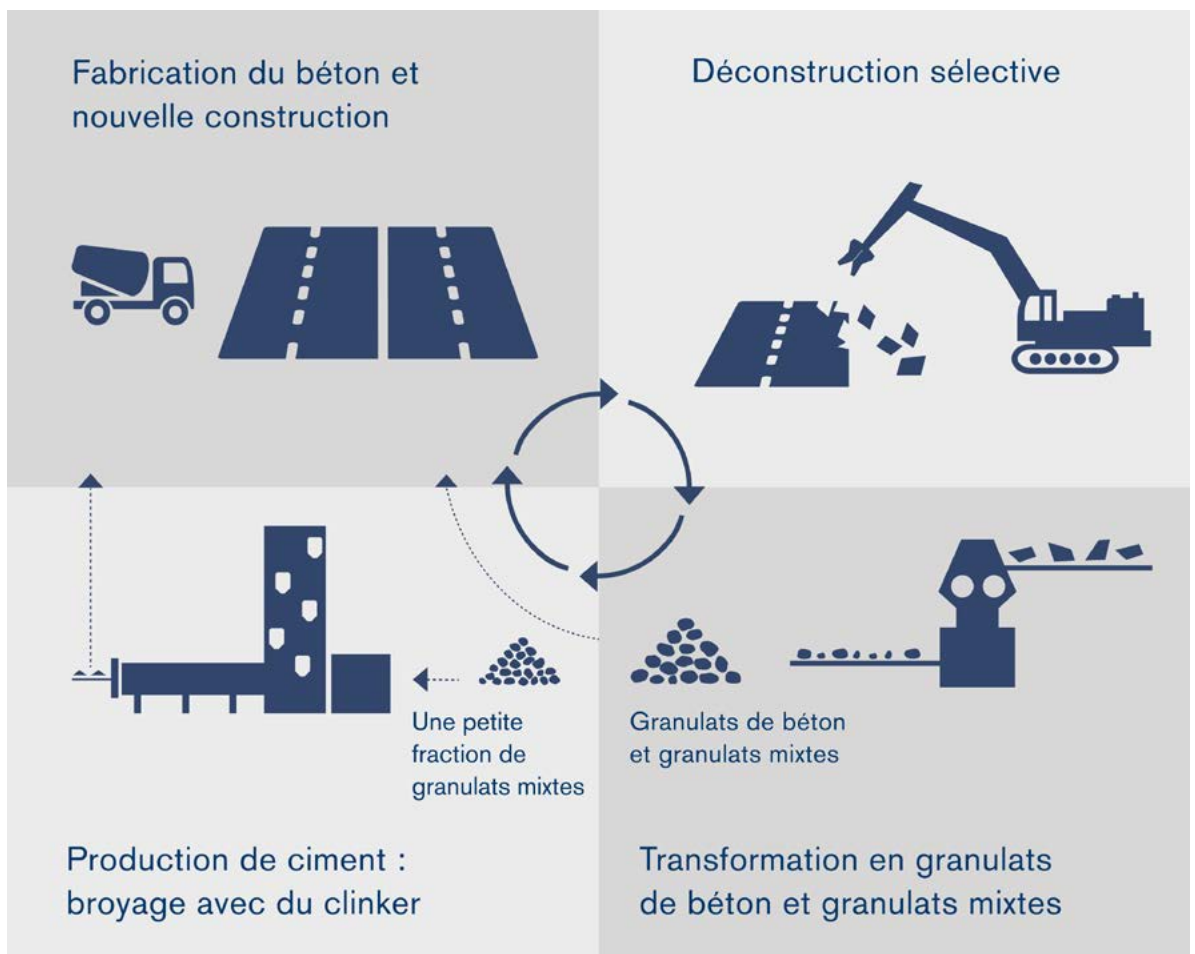 Fabrication du béton et
nouvelle construction
Déconstruction sélective
Une petite
fraction de
granulats mixtes
Granulats de béton
et granulats mixtes
Production de ciment :
broyage avec du clinker
Transformation en granulats
de béton et granulats mixtes